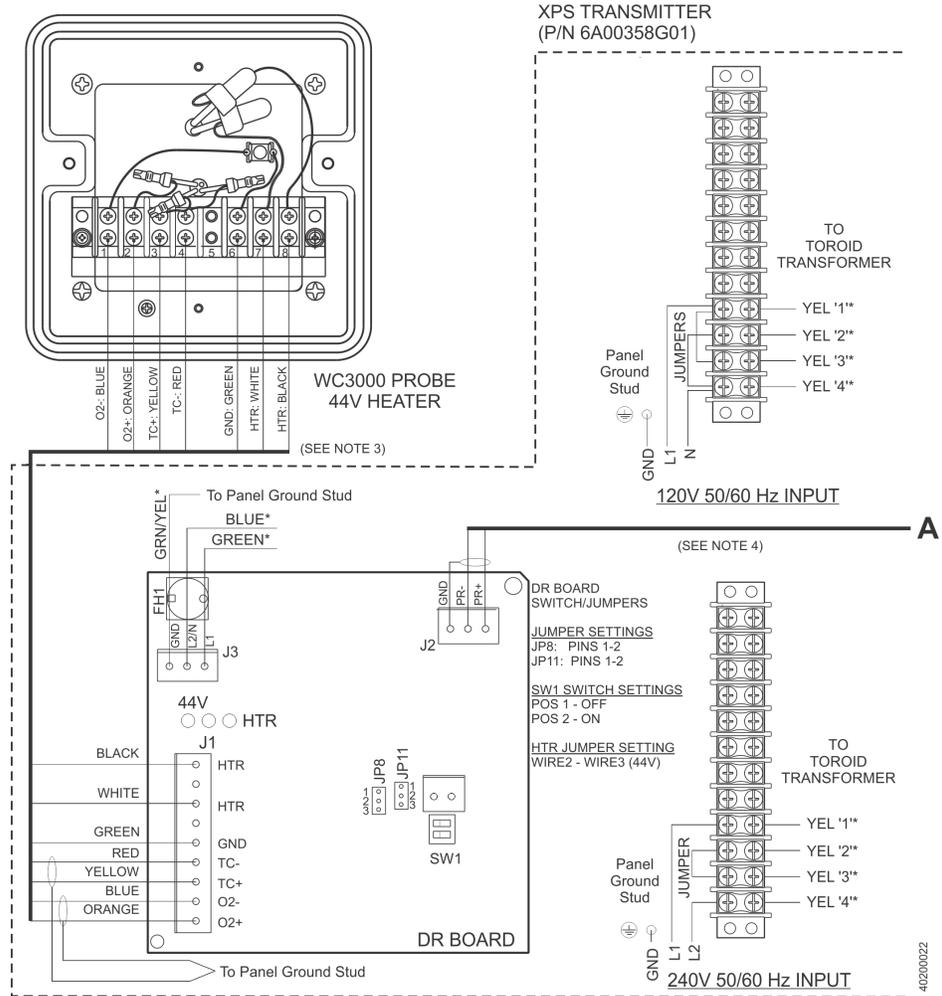 XPS TRANSMITTER
(P/N 6A00358G01)
1 2 3 4 5 6 7 8
O2-: BLUE
O2+: ORANGE
TC+: YELLOW
TC-: RED
GND: GREEN
HTR: WHITE
HTR: BLACK
WC3000 PROBE
44V HEATER
(SEE NOTE 3)
TO
TOROID
TRANSFORMER
YEL '1'*
YEL '2'*
YEL '3'*
YEL '4'*
JUMPERS
Panel
Ground
Stud
GND
L1
N
120V 50/60 Hz INPUT
A
(SEE NOTE 4)
GRN/YEL*
To Panel Ground Stud
BLUE*
GREEN*
FH1
GND
L2/N
L1
J3
GND
PR-
PR+
J2
DR BOARD
SWITCH/JUMPERS
JUMPER SETTINGS
JP8: PINS 1-2
JP11: PINS 1-2
SW1 SWITCH SETTINGS
POS 1 - OFF
POS 2 - ON
HTR JUMPER SETTING
WIRE2 - WIRE3 (44V)
44V
HTR
J1
BLACK
HTR
WHITE
HTR
GREEN
GND
RED
TC-
YELLOW
TC+
BLUE
O2-
ORANGE
O2+
JP8
1
2
3
JP11
1
2
3
SW1
DR BOARD
To Panel Ground Stud
TO
TOROID
TRANSFORMER
YEL '1'*
YEL '2'*
YEL '3'*
YEL '4'*
JUMPER
Panel
Ground
Stud
GND
L1
L2
240V 50/60 Hz INPUT
40200022